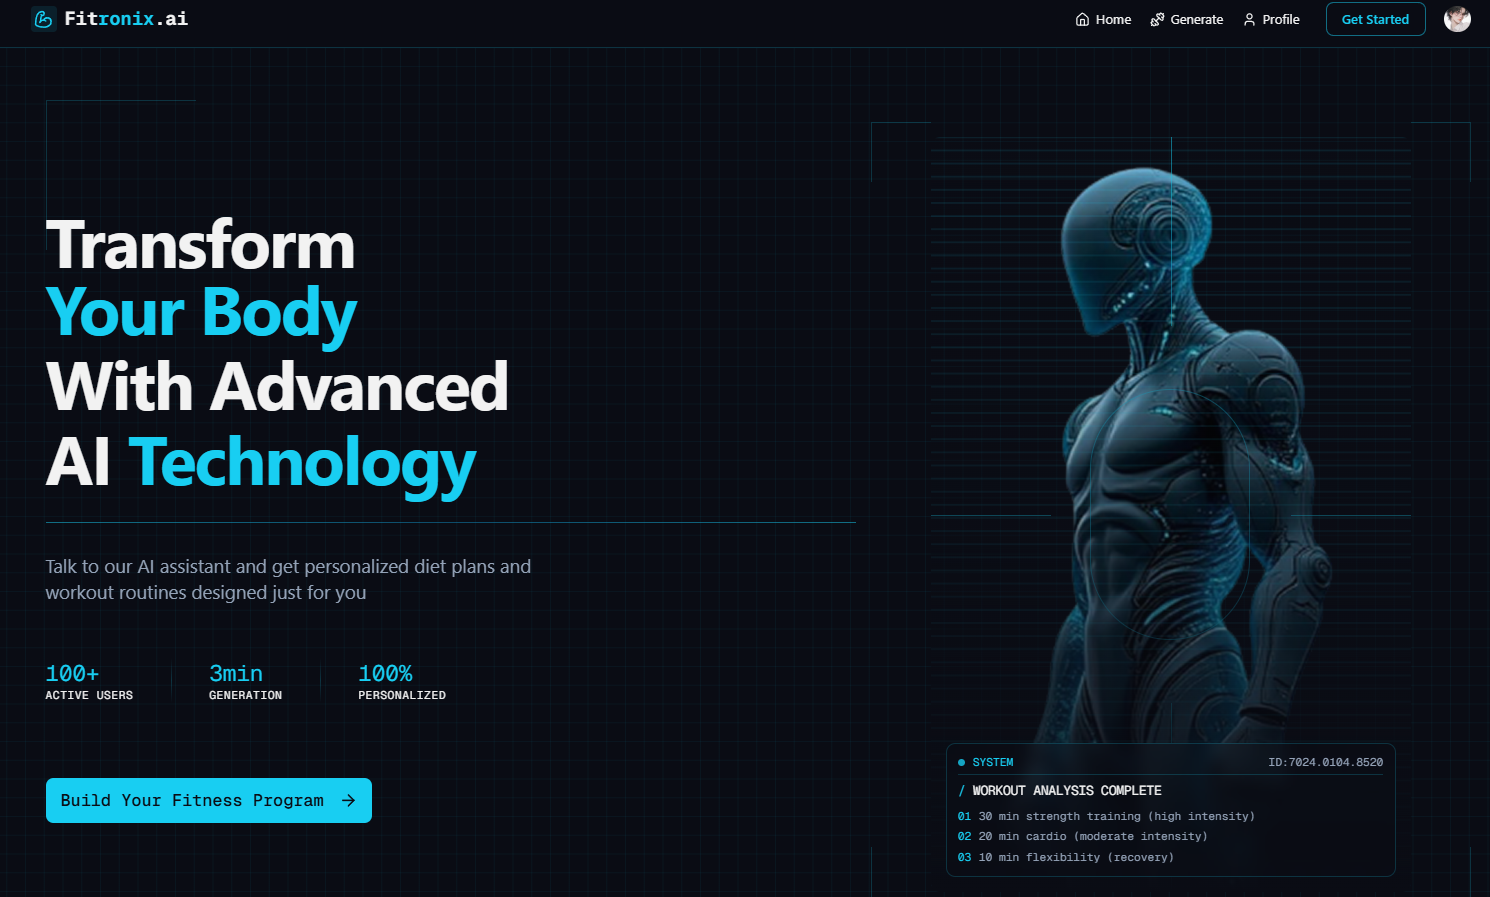 Fitronix.ai
Home
Generate
Profile
Get Started
Transform
Your Body
With Advanced
AI Technology
Talk to our AI assistant and get personalized diet plans and
workout routines designed just for you
100+
ACTIVE USERS
3min
GENERATION
100%
PERSONALIZED
Build Your Fitness Program →
SYSTEM
ID:7024.0104.8520
/ WORKOUT ANALYSIS COMPLETE
01 30 min strength training (high intensity)
02 20 min cardio (moderate intensity)
03 10 min flexibility (recovery)